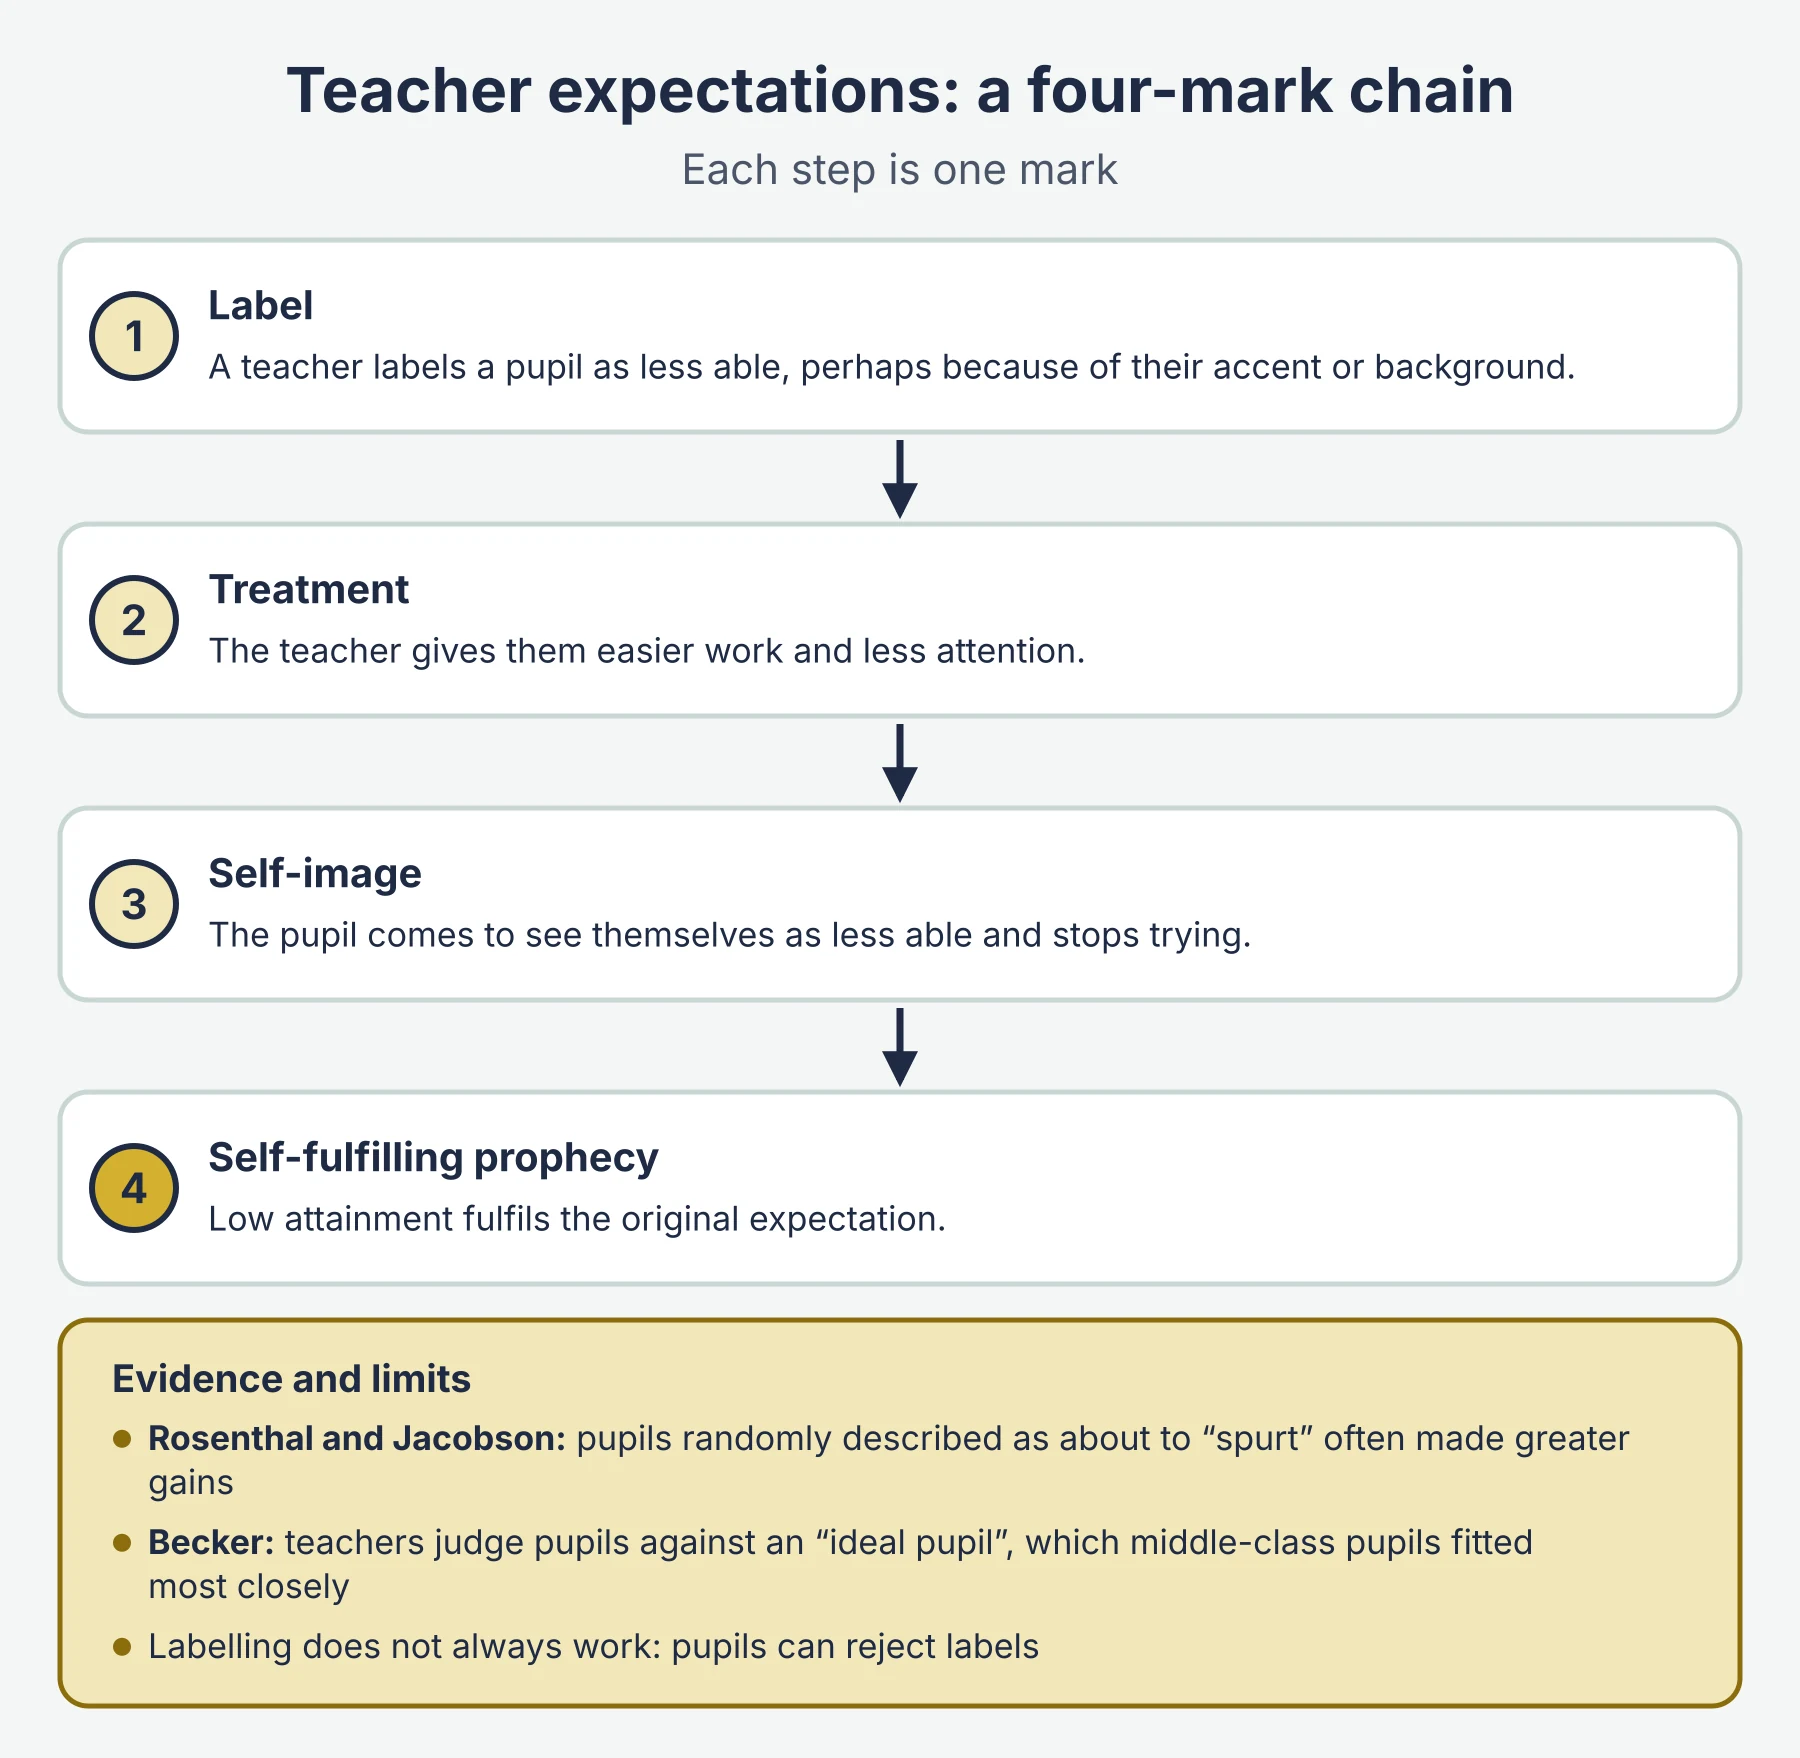 Teacher expectations: a four-mark chain
Each step is one mark
1
Label
A teacher labels a pupil as less able, perhaps because of their accent or background.
2
Treatment
The teacher gives them easier work and less attention.
3
Self-image
The pupil comes to see themselves as less able and stops trying.
4
Self-fulfilling prophecy
Low attainment fulfils the original expectation.
Evidence and limits
Rosenthal and Jacobson: pupils randomly described as about to “spurt” often made greater
gains
Becker: teachers judge pupils against an “ideal pupil”, which middle-class pupils fitted
most closely
Labelling does not always work: pupils can reject labels